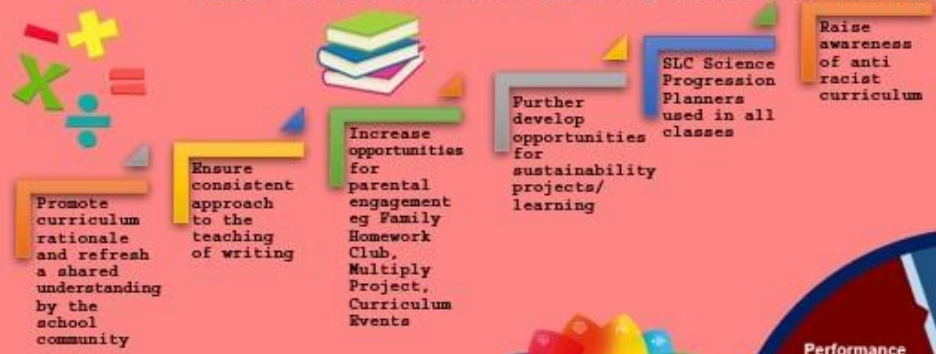 Promote
curriculum
rationale
and refresh
a shared
understanding
by the
school
community
Ensure
consistent
approach
to the
teaching
of writing
Increase
opportunities
for
parental
engagement
eg Family
Homework
Club,
Multiply
Project,
Curriculum
Events
Further
develop
opportunities
for
sustainability
projects/
learning
SLC Science
Progression
Planners
used in all
classes
Raise
awareness
of anti
racist
curriculum
Performance